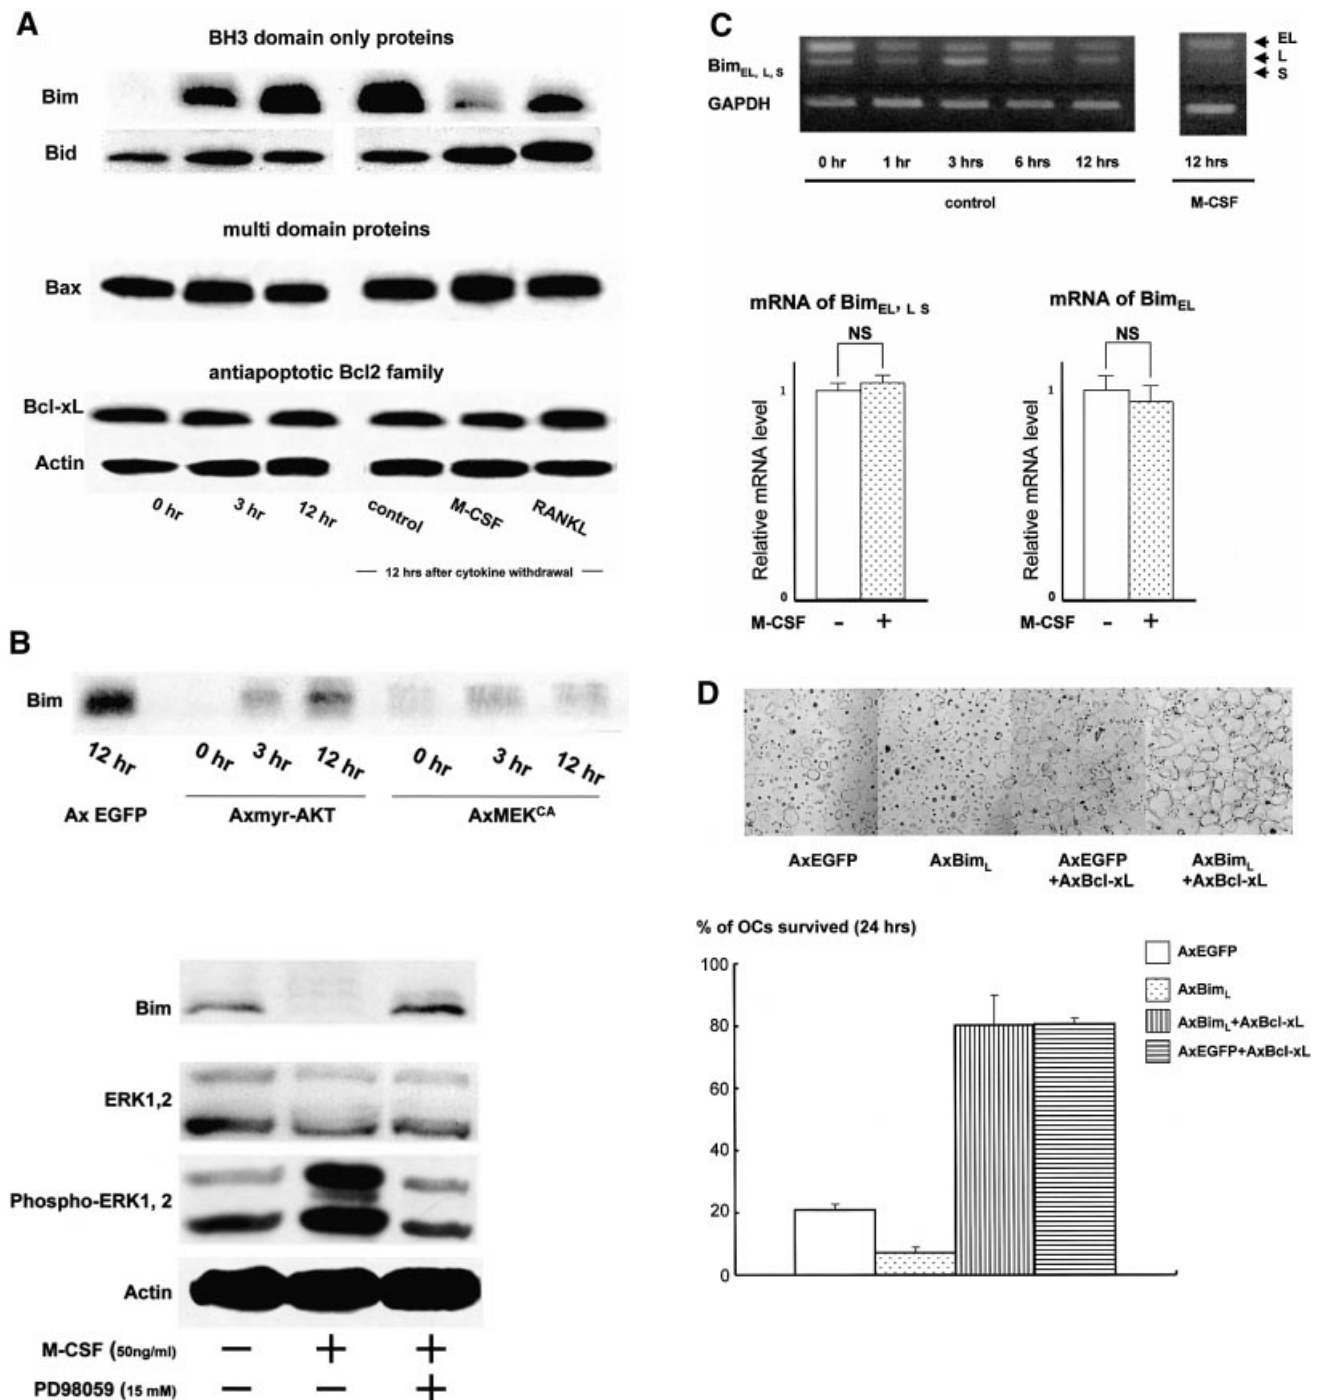 A
BH3 domain only proteins
Bim
Bid
multi domain proteins
Bax
antiapoptotic Bcl2 family
Bcl-xL
Actin
0 hr 3 hr 12 hr control M-CSF RANKL
12 hrs after cytokine withdrawal
B
Bim
12 hr 0 hr 3 hr 12 hr 0 hr 3 hr 12 hr
Ax EGFP Axmyr-AKT AxMEKCA
Bim
ERK1,2
Phospho-ERK1, 2
Actin
M-CSF (50ng/ml) − + +
PD98059 (15 mM) − − +
C
BimEL, L, S
GAPDH
EL
L
S
0 hr 1 hr 3 hrs 6 hrs 12 hrs 12 hrs
control M-CSF
mRNA of BimEL, L S
NS
Relative mRNA level
1
0
M-CSF - +
mRNA of BimEL
NS
Relative mRNA level
1
0
M-CSF - +
D
AxEGFP AxBimL AxEGFP +AxBcl-xL AxBimL +AxBcl-xL
% of OCs survived (24 hrs)
100
80
60
40
20
0
AxEGFP
AxBimL
AxBimL+AxBcl-xL
AxEGFP+AxBcl-xL